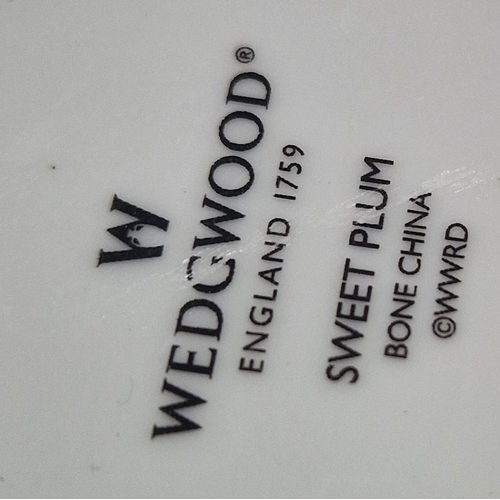 W
WEDGWOOD®
ENGLAND 1759
SWEET PLUM
BONE CHINA
©WWRD